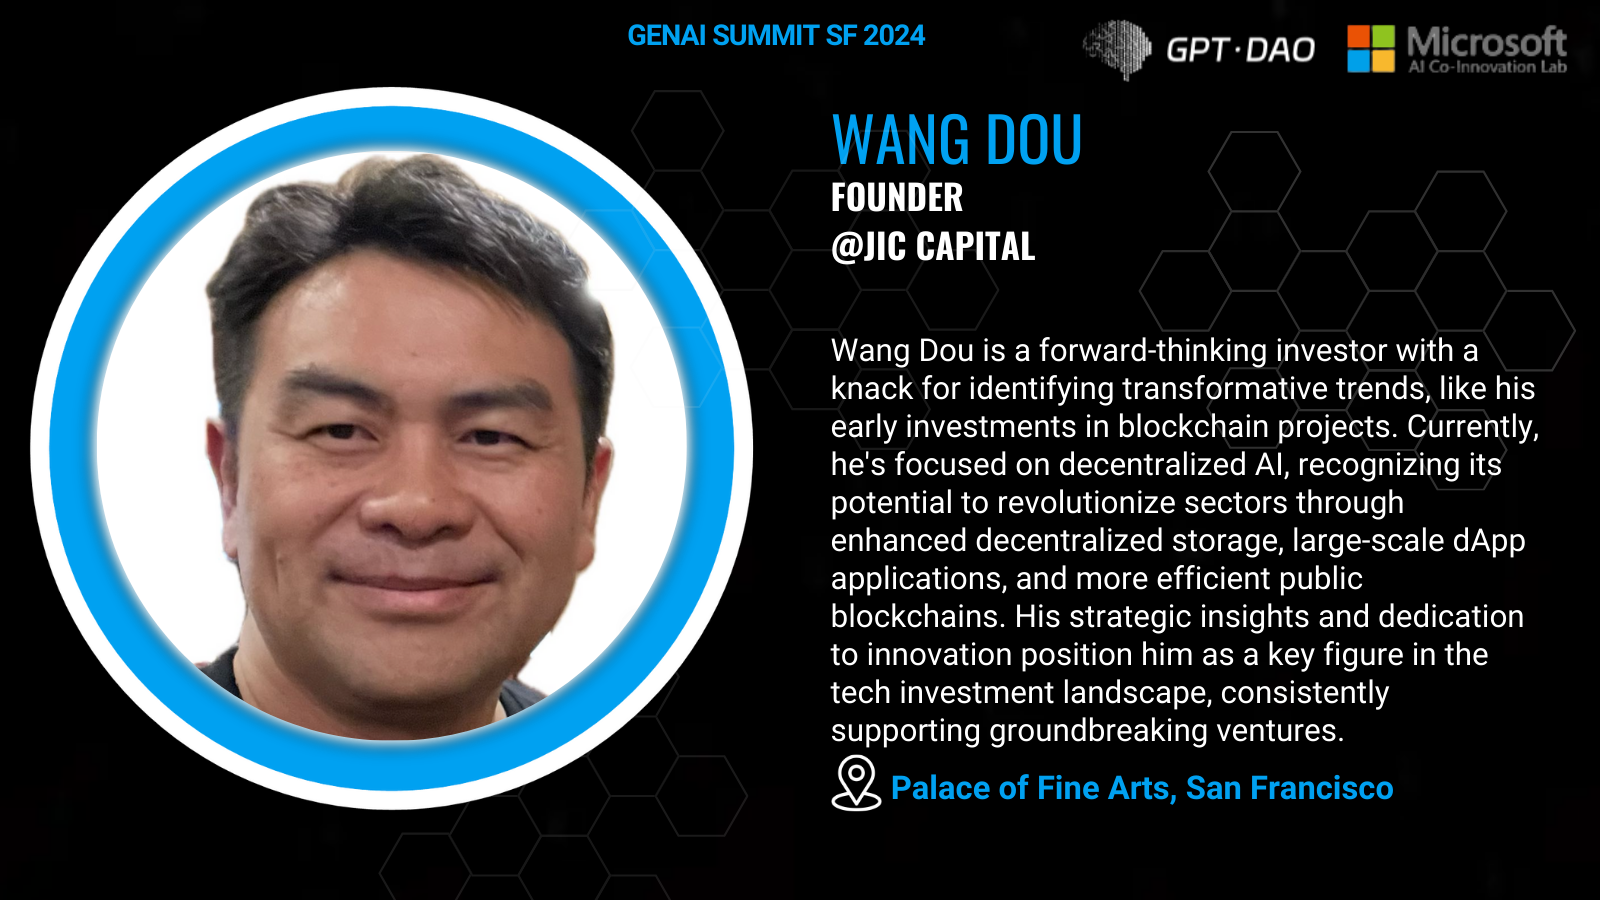 GENAI SUMMIT SF 2024
GPT·DAO
Microsoft
AI Co-Innovation Lab
WANG DOU
FOUNDER
@JIC CAPITAL
Wang Dou is a forward-thinking investor with a
knack for identifying transformative trends, like his
early investments in blockchain projects. Currently,
he's focused on decentralized AI, recognizing its
potential to revolutionize sectors through
enhanced decentralized storage, large-scale dApp
applications, and more efficient public
blockchains. His strategic insights and dedication
to innovation position him as a key figure in the
tech investment landscape, consistently
supporting groundbreaking ventures.
Palace of Fine Arts, San Francisco